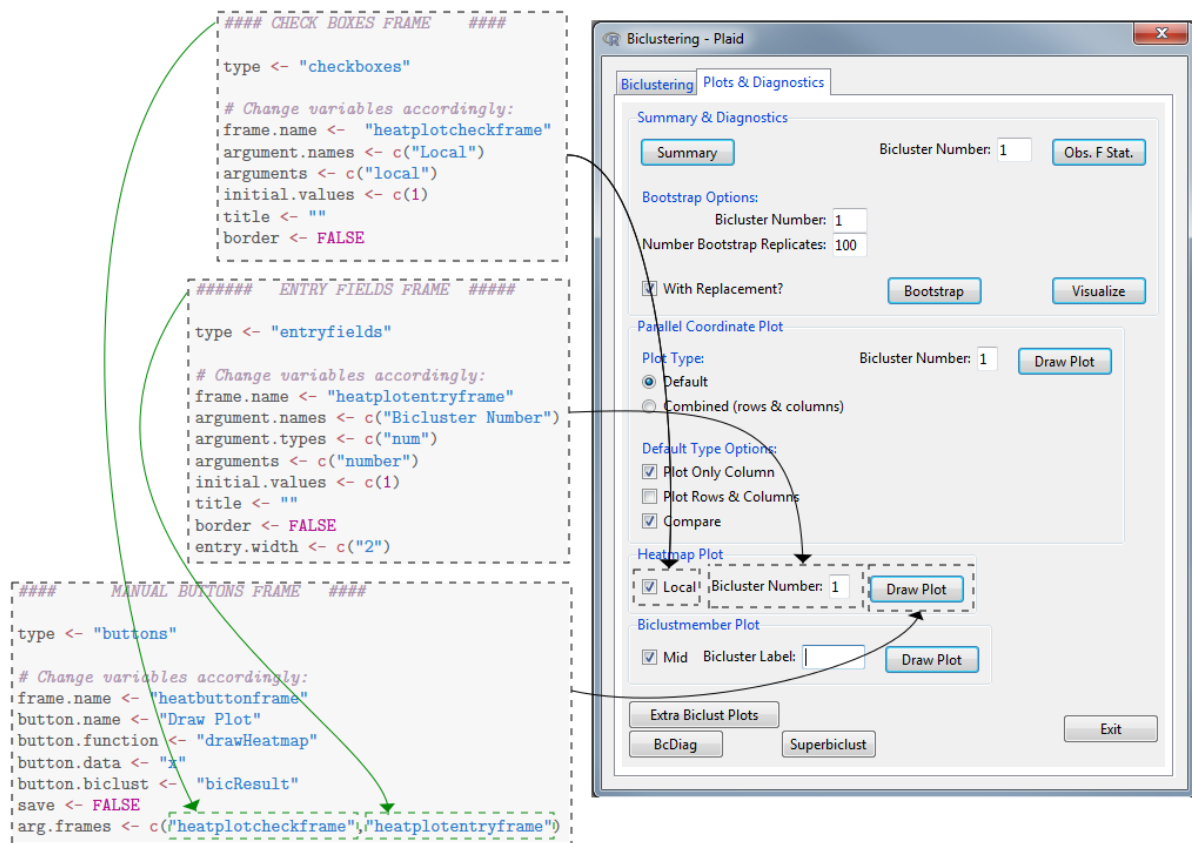 #### CHECK BOXES FRAME ####
type <- "checkboxes"
# Change variables accordingly:
frame.name <- "heatplotcheckframe"
argument.names <- c("Local")
arguments <- c("local")
initial.values <- c(1)
title <- ""
border <- FALSE
###### ENTRY FIELDS FRAME #####
type <- "entryfields"
# Change variables accordingly:
frame.name <- "heatplotentryframe"
argument.names <- c("Bicluster Number")
argument.types <- c("num")
arguments <- c("number")
initial.values <- c(1)
title <- ""
border <- FALSE
entry.width <- c("2")
#### MANUAL BUTTONS FRAME ####
type <- "buttons"
# Change variables accordingly:
frame.name <- "heatbuttonframe"
button.name <- "Draw Plot"
button.function <- "drawHeatmap"
button.data <- "x"
button.biclust <- "bicResult"
save <- FALSE
arg.frames <- c("heatplotcheckframe","heatplotentryframe")
Biclustering - Plaid
Biclustering Plots & Diagnostics
Summary & Diagnostics
Summary Bicluster Number: 1 Obs. F Stat.
Bootstrap Options:
Bicluster Number: 1
Number Bootstrap Replicates: 100
With Replacement? Bootstrap Visualize
Parallel Coordinate Plot
Plot Type: Bicluster Number: 1 Draw Plot
Default
Combined (rows & columns)
Default Type Options:
Plot Only Column
Plot Rows & Columns
Compare
Heatmap Plot
Local Bicluster Number: 1 Draw Plot
Biclustmember Plot
Mid Bicluster Label: Draw Plot
Extra Biclust Plots
Exit
BcDiag Superbiclust